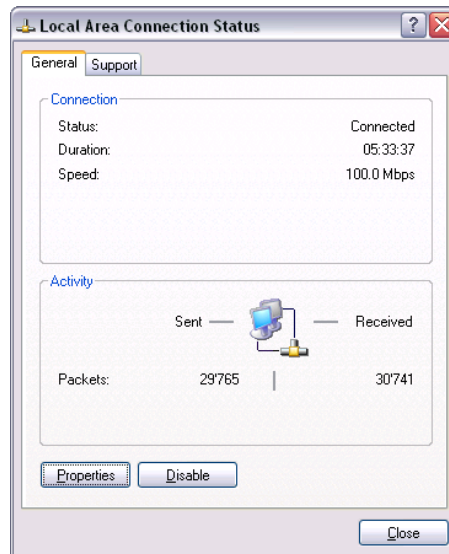 Local Area Connection Status
General Support
Connection
Status: Connected
Duration: 05:33:37
Speed: 100.0 Mbps
Activity
Sent Received
Packets: 29'765 30'741
Properties Disable
Close